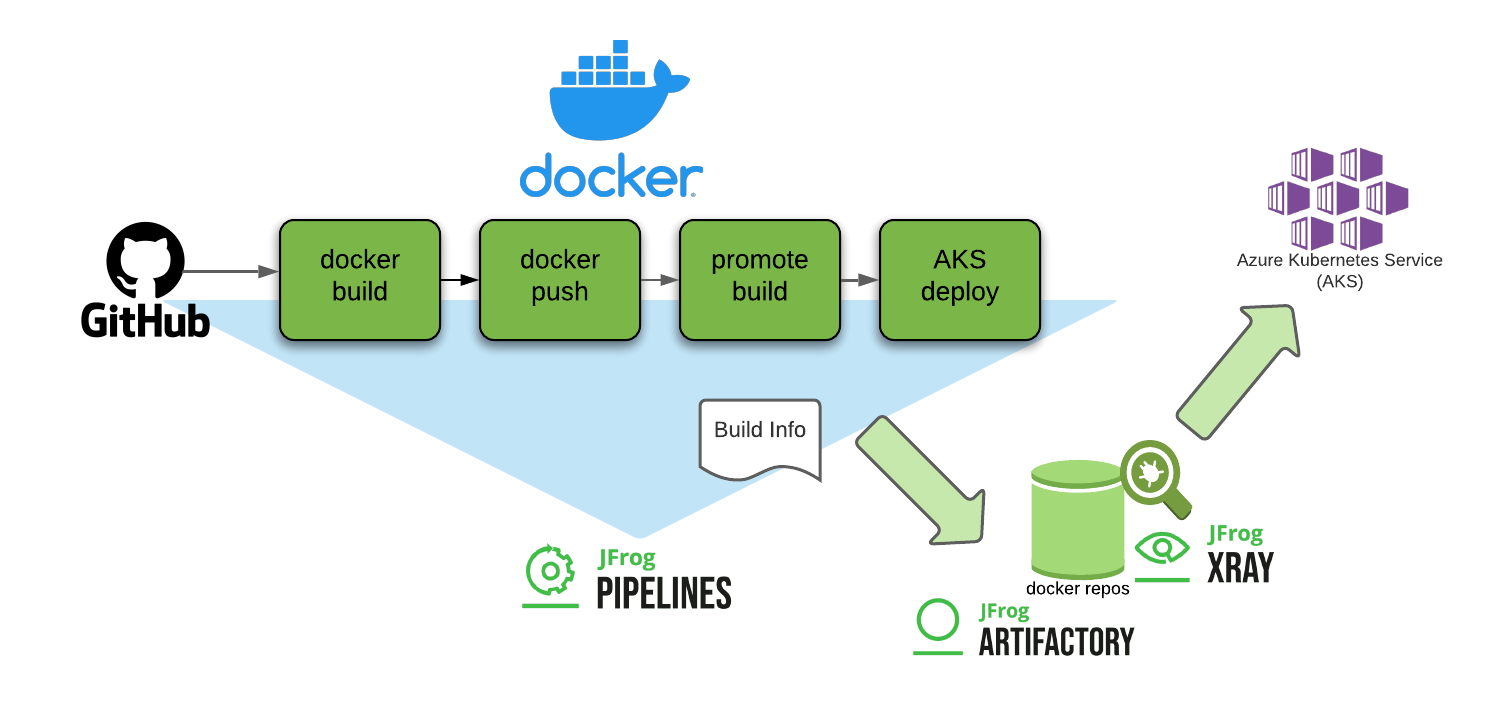 docker
GitHub
docker
build
docker
push
promote
build
AKS
deploy
Azure Kubernetes Service
(AKS)
Build Info
JFrog
PIPELINES
docker repos
JFrog
XRAY
JFrog
ARTIFACTORY